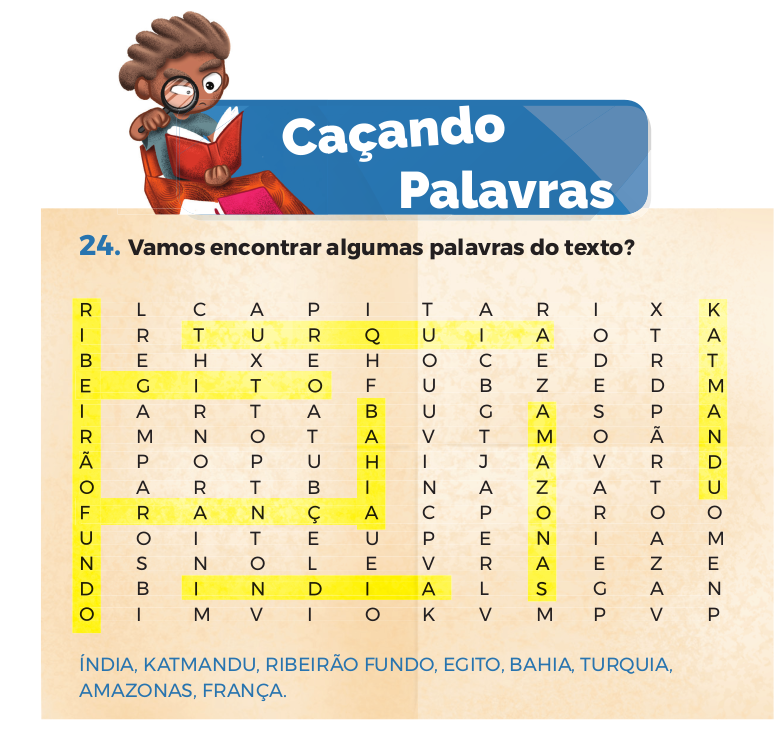 Caçando
Palavras
24. Vamos encontrar algumas palavras do texto?
R L C A P I T A R I X K
I R T U R Q U I A O T A
B E H X E H O C E D R T
E G I T O F U B Z E D M
I A R T A B U G A S P A
R M N O T A V T M O Ã N
Ã P O P U H I J A V R D
O A R T B I N A Z A T U
F R A N Ç A C P O R O O
U O I T E U P E N I A M
N S N O L E V R A E Z E
D B I N D I A L S G A N
O I M V I O K V M P V P
ÍNDIA, KATMANDU, RIBEIRÃO FUNDO, EGITO, BAHIA, TURQUIA,
AMAZONAS, FRANÇA.